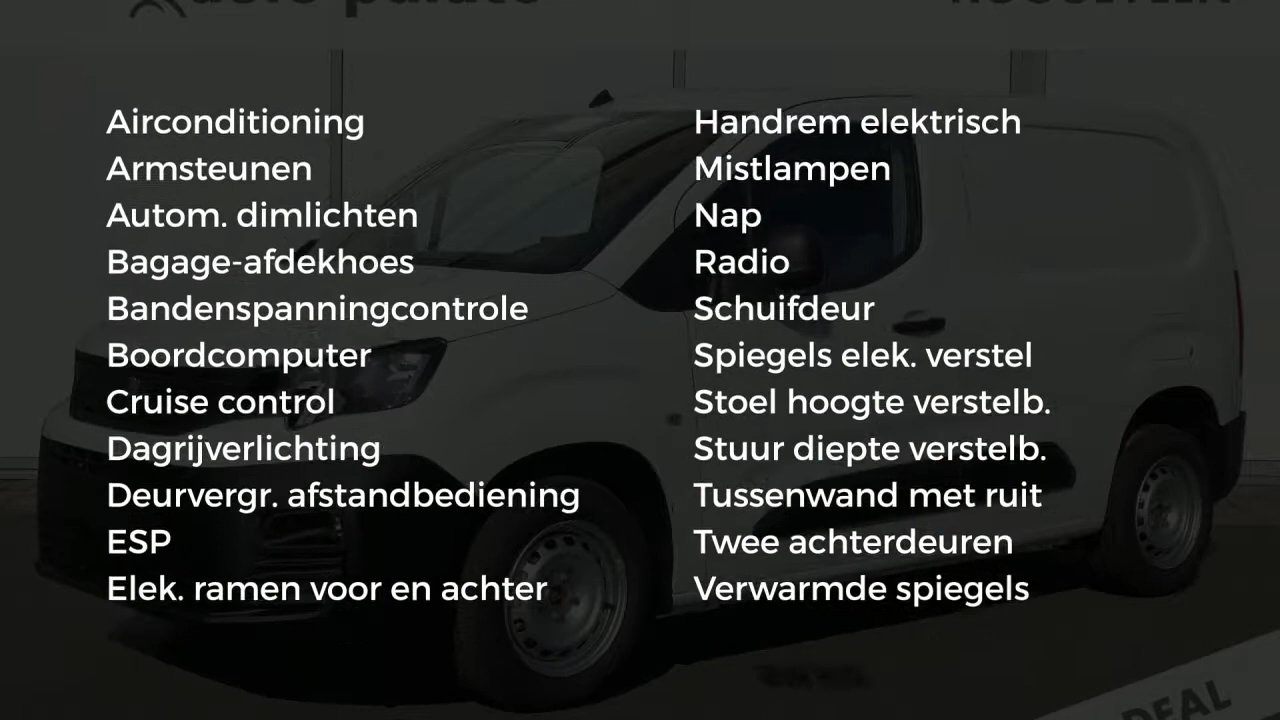 Airconditioning
Armsteunen
Autom. dimlichten
Bagage-afdekhoes
Bandenspanningcontrole
Boordcomputer
Cruise control
Dagrijverlichting
Deurvergr. afstandbediening
ESP
Elek. ramen voor en achter
Handrem elektrisch
Mistlampen
Nap
Radio
Schuifdeur
Spiegels elek. verstel
Stoel hoogte verstelb.
Stuur diepte verstelb.
Tussenwand met ruit
Twee achterdeuren
Verwarmde spiegels
DEAL